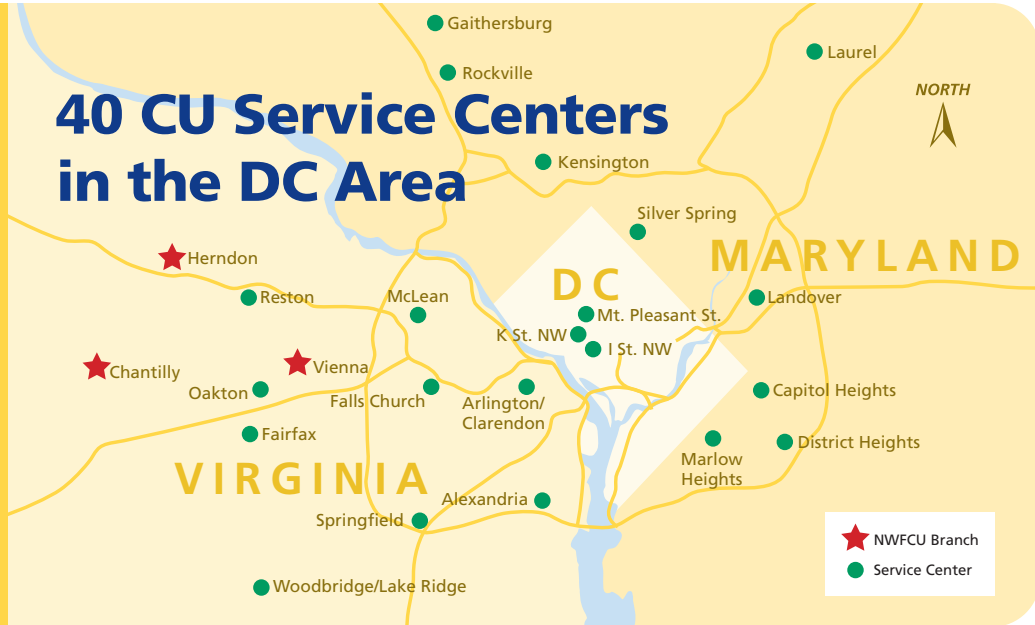 Gaithersburg
Laurel
Rockville
NORTH
40 CU Service Centers
in the DC Area
Kensington
Silver Spring
MARYLAND
Herndon
DC
Reston
McLean
Landover
Mt. Pleasant St.
K St. NW
I St. NW
Chantilly
Vienna
Oakton
Falls Church
Arlington/
Clarendon
Capitol Heights
Fairfax
District Heights
Marlow
Heights
VIRGINIA
Alexandria
Springfield
Woodbridge/Lake Ridge
NWFCU Branch
Service Center